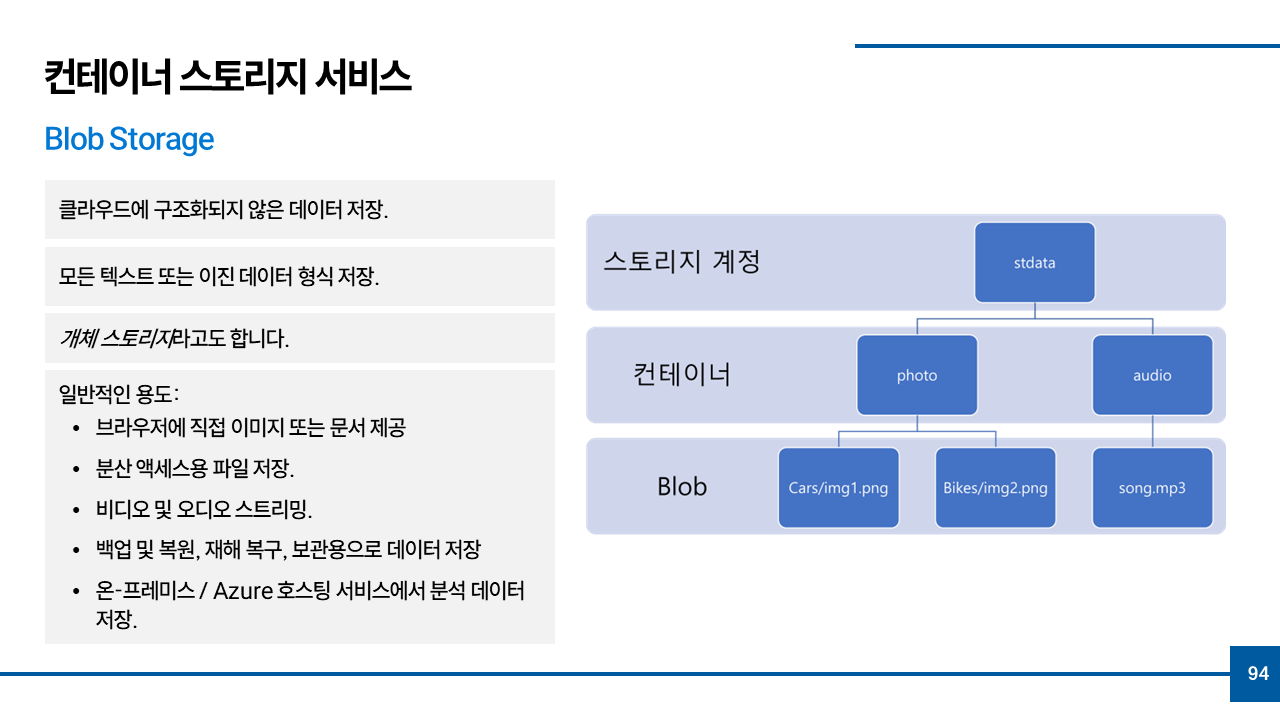 컨테이너 스토리지 서비스
Blob Storage
클라우드에 구조화되지 않은 데이터 저장.
모든 텍스트 또는 이진 데이터 형식 저장.
개체 스토리지라고도 합니다.
일반적인 용도:
• 브라우저에 직접 이미지 또는 문서 제공
• 분산 액세스용 파일 저장.
• 비디오 및 오디오 스트리밍.
• 백업 및 복원, 재해 복구, 보관용으로 데이터 저장
• 온-프레미스 / Azure 호스팅 서비스에서 분석 데이터
저장.
스토리지 계정
stdata
컨테이너
photo
audio
Blob
Cars/img1.png
Bikes/img2.png
song.mp3
94